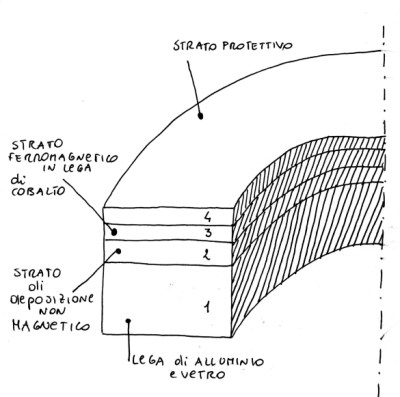 STRATO PROTETTIVO
STRATO
FERROMAGNETICO
IN LEGA
di
COBALTO
4
3
2
STRATO
di
DEPOSIZIONE
NON
MAGNETICO
1
LEGA di ALLUMINIO
e VETRO